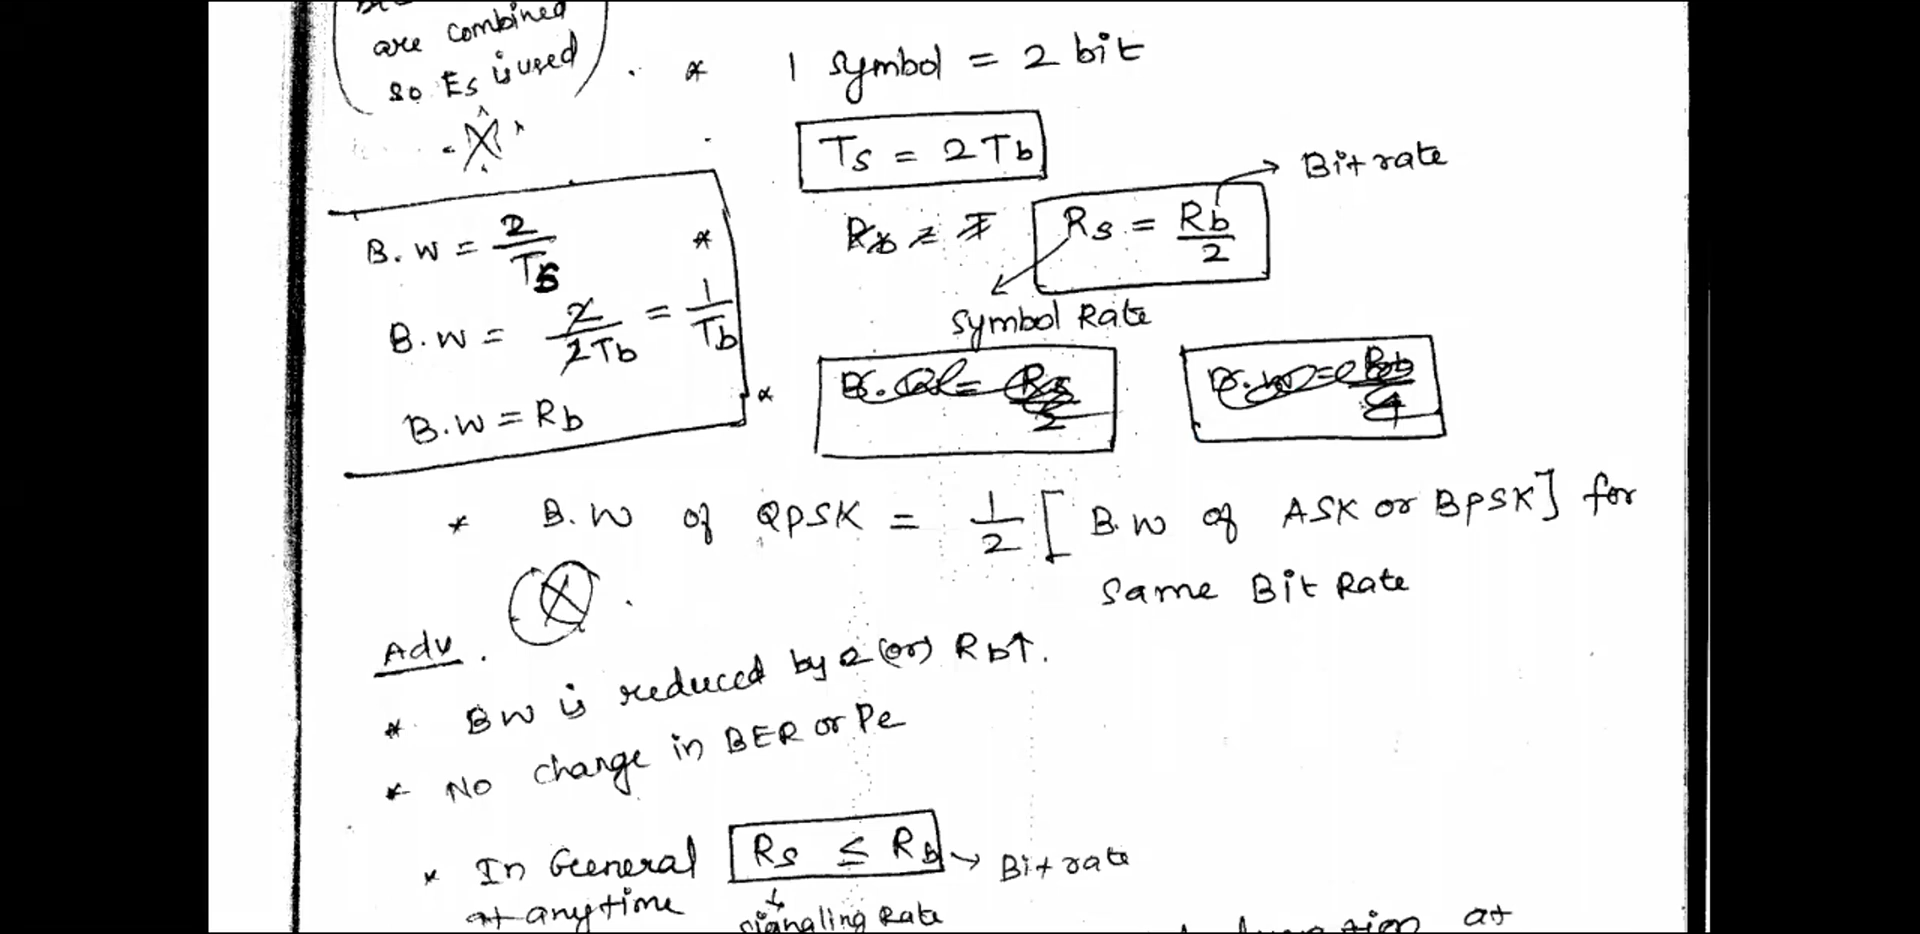 are combined
so Es is used
* 1 symbol = 2 bit
Ts = 2Tb
Bit rate
Rs = Rb/2
Symbol Rate
B.W = 2/Ts
*
B.W = 2/2Tb = 1/Tb
B.W = Rb
*
* B.W of QPSK = 1/2 [B.W of ASK or BPSK] for
Same Bit Rate
Adv.
* BW is reduced by 2 (or) Rb↑.
* No change in BER or Pe
* In General Rs ≤ Rb → Bit rate
at anytime signaling Rate
at